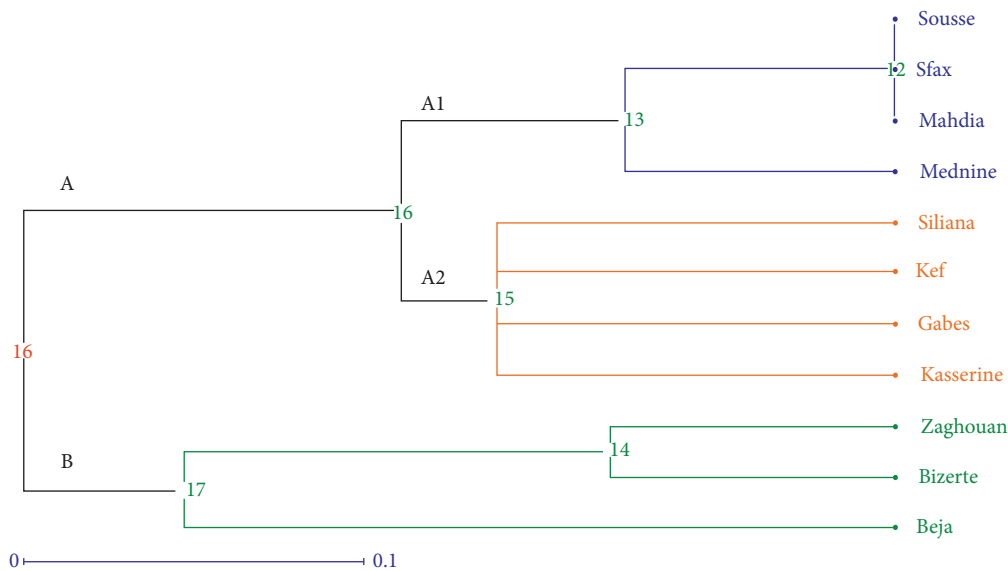 Sousse
12 Sfax
A1
13
Mahdia
Mednine
A
16
Siliana
Kef
A2
15
Gabes
16
Kasserine
Zaghouan
14
B
Bizerte
17
Beja
0 0.1